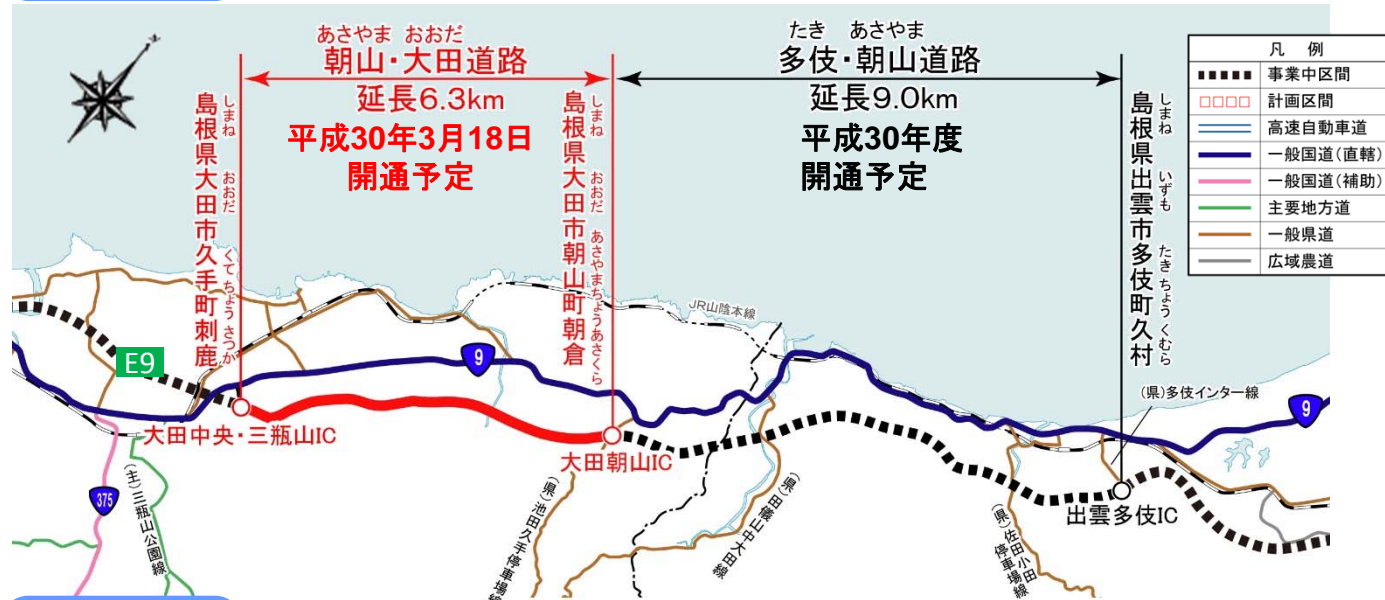 あさやま おおだ
朝山・大田道路
延長6.3km
平成30年3月18日
開通予定
たき あさやま
多伎・朝山道路
延長9.0km
平成30年度
開通予定
しまね おおだ くてちょうさつか
島根県大田市久手町刺鹿
しまね おおだ あさやまちょうあさくら
島根県大田市朝山町朝倉
しまね いずも たきちょうくむら
島根県出雲市多伎町久村
凡 例
事業中区間
計画区間
高速自動車道
一般国道(直轄)
一般国道(補助)
主要地方道
一般県道
広域農道
JR山陰本線
E9
9
(県)多伎インター線
9
大田中央・三瓶山IC
大田朝山IC
出雲多伎IC
375
(主)三瓶山公園線
(県)池田久手停車場線
(県)田儀山中大田線
(県)佐田小田停車場線